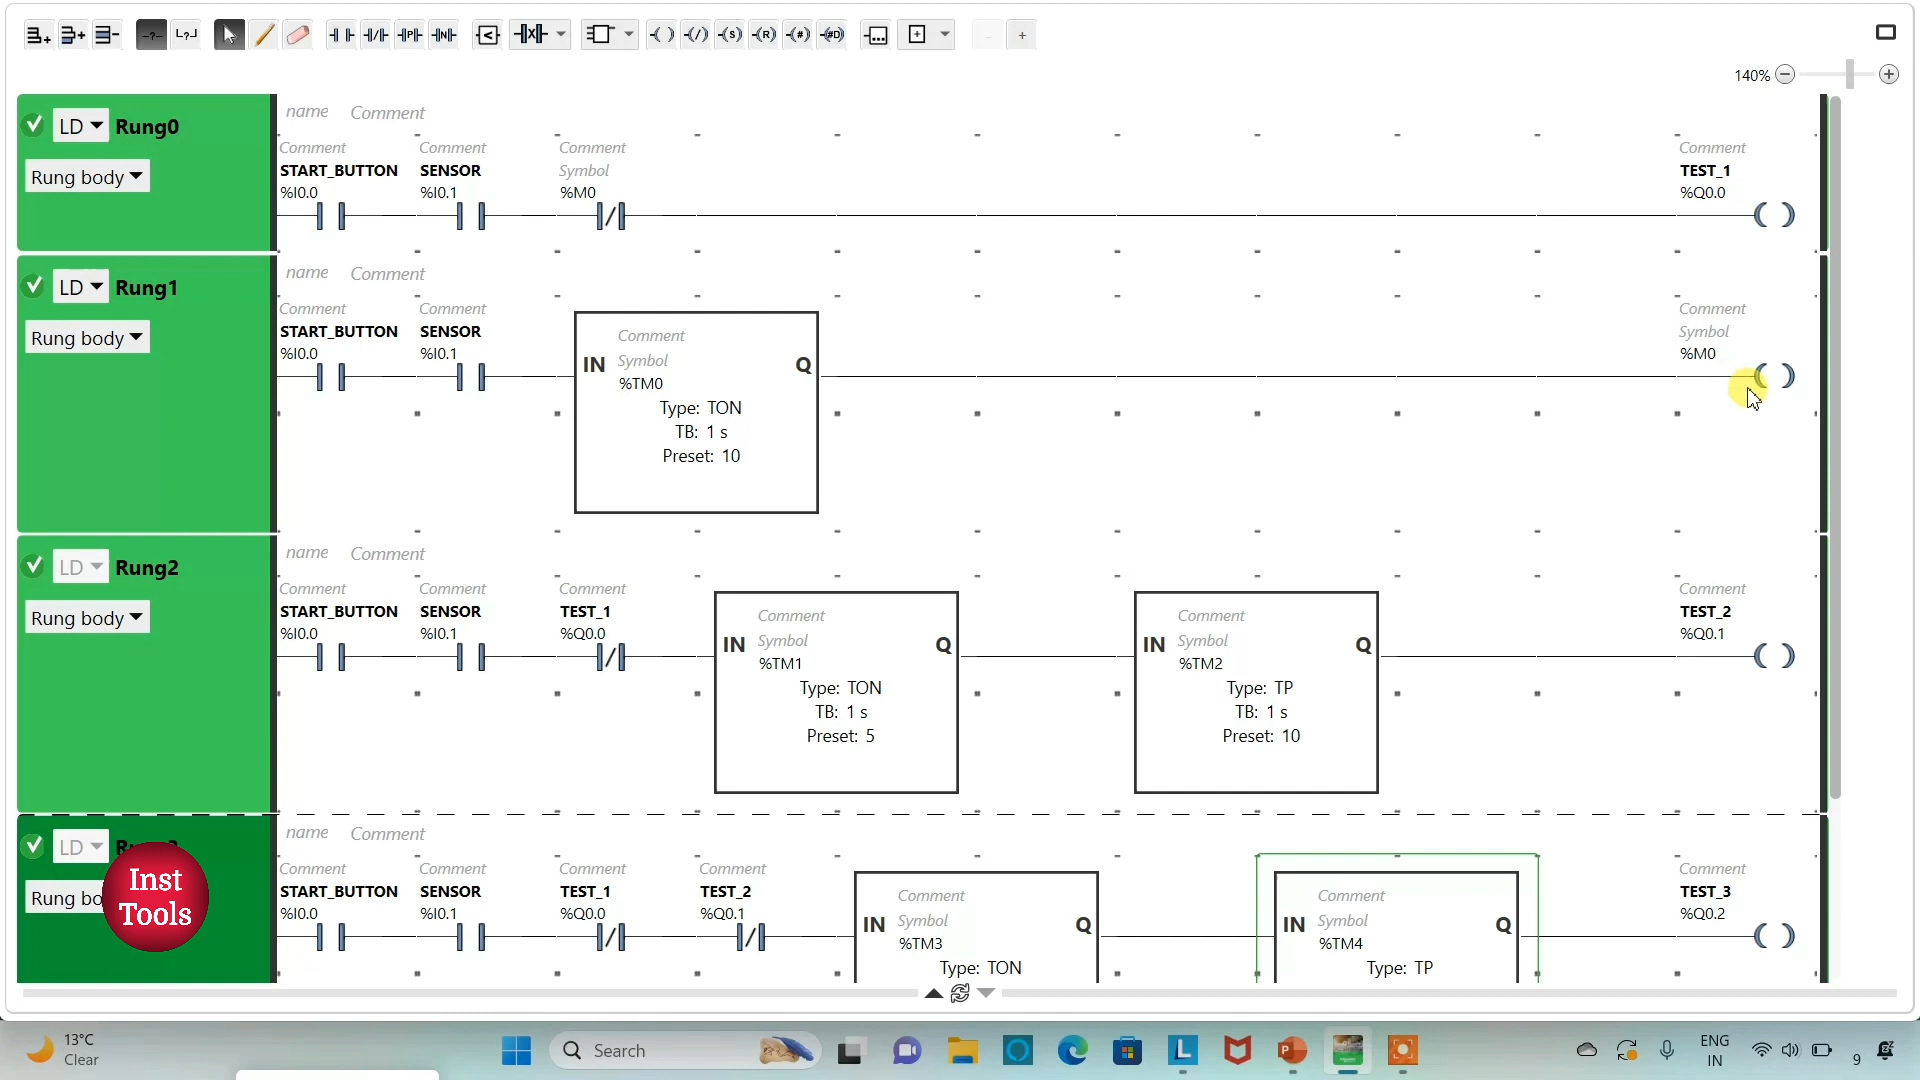 140%
LD Rung0
Rung body
name Comment
Comment Comment Comment Comment
START_BUTTON SENSOR Symbol TEST_1
%I0.0 %I0.1 %M0 %Q0.0
LD Rung1
Rung body
name Comment
Comment Comment Comment
START_BUTTON SENSOR Symbol
%I0.0 %I0.1 %M0
Comment
IN Symbol Q
%TM0
Type: TON
TB: 1 s
Preset: 10
LD Rung2
Rung body
name Comment
Comment Comment Comment Comment
START_BUTTON SENSOR TEST_1 TEST_2
%I0.0 %I0.1 %Q0.0 %Q0.1
Comment Comment
IN Symbol Q IN Symbol Q
%TM1 %TM2
Type: TON Type: TP
TB: 1 s TB: 1 s
Preset: 5 Preset: 10
LD
Rung bo
Inst
Tools
name Comment
Comment Comment Comment Comment Comment
START_BUTTON SENSOR TEST_1 TEST_2 TEST_3
%I0.0 %I0.1 %Q0.0 %Q0.1 %Q0.2
Comment Comment
IN Symbol Q IN Symbol Q
%TM3 %TM4
Type: TON Type: TP
13°C
Clear
Search
ENG
IN
9